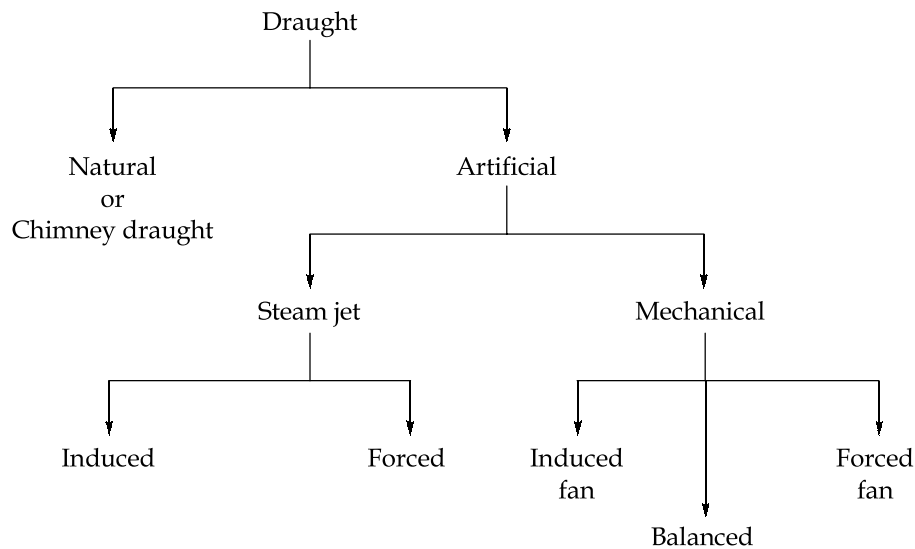 Draught
Natural
or
Chimney draught
Artificial
Steam jet
Mechanical
Induced
Forced
Induced
fan
Balanced
Forced
fan